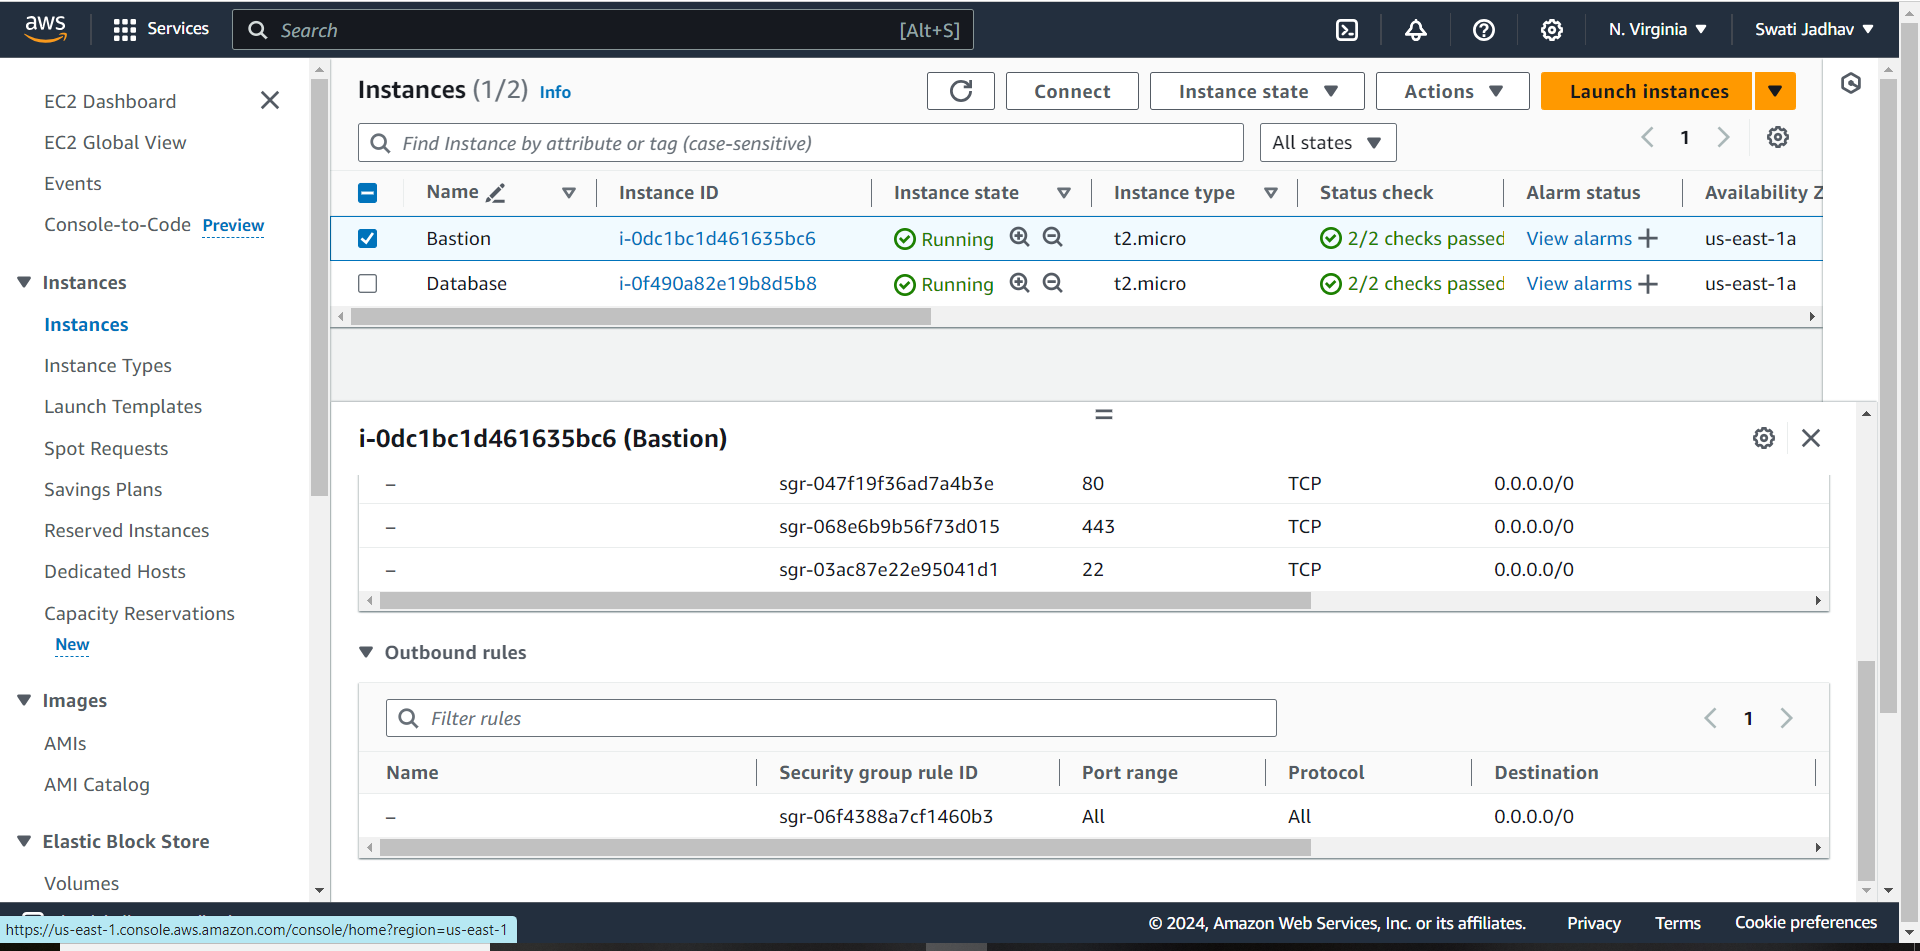 aws
Services
Search
[Alt+S]
N. Virginia
Swati Jadhav
EC2 Dashboard
EC2 Global View
Events
Console-to-Code Preview
Instances
Instances
Instance Types
Launch Templates
Spot Requests
Savings Plans
Reserved Instances
Dedicated Hosts
Capacity Reservations
New
Images
AMIs
AMI Catalog
Elastic Block Store
Volumes
Instances (1/2) Info
Connect
Instance state
Actions
Launch instances
Find Instance by attribute or tag (case-sensitive)
All states
1
Name Instance ID Instance state Instance type Status check Alarm status Availability Z
Bastion i-0dc1bc1d461635bc6 Running t2.micro 2/2 checks passed View alarms + us-east-1a
Database i-0f490a82e19b8d5b8 Running t2.micro 2/2 checks passed View alarms + us-east-1a
i-0dc1bc1d461635bc6 (Bastion)
– sgr-047f19f36ad7a4b3e 80 TCP 0.0.0.0/0
– sgr-068e6b9b56f73d015 443 TCP 0.0.0.0/0
– sgr-03ac87e22e95041d1 22 TCP 0.0.0.0/0
Outbound rules
Filter rules
1
Name Security group rule ID Port range Protocol Destination
– sgr-06f4388a7cf1460b3 All All 0.0.0.0/0
https://us-east-1.console.aws.amazon.com/console/home?region=us-east-1
© 2024, Amazon Web Services, Inc. or its affiliates. Privacy Terms Cookie preferences